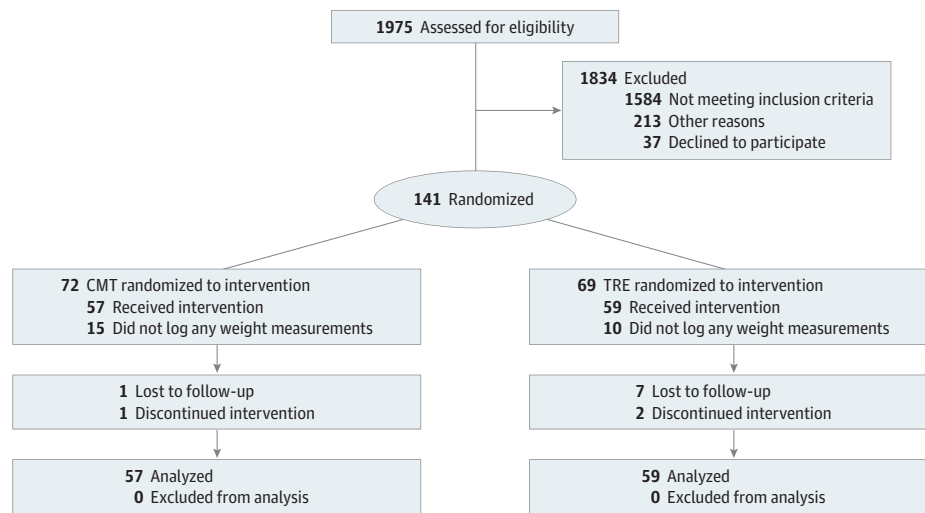 1975 Assessed for eligibility
1834 Excluded
1584 Not meeting inclusion criteria
213 Other reasons
37 Declined to participate
141 Randomized
72 CMT randomized to intervention
57 Received intervention
15 Did not log any weight measurements
69 TRE randomized to intervention
59 Received intervention
10 Did not log any weight measurements
1 Lost to follow-up
1 Discontinued intervention
7 Lost to follow-up
2 Discontinued intervention
57 Analyzed
0 Excluded from analysis
59 Analyzed
0 Excluded from analysis